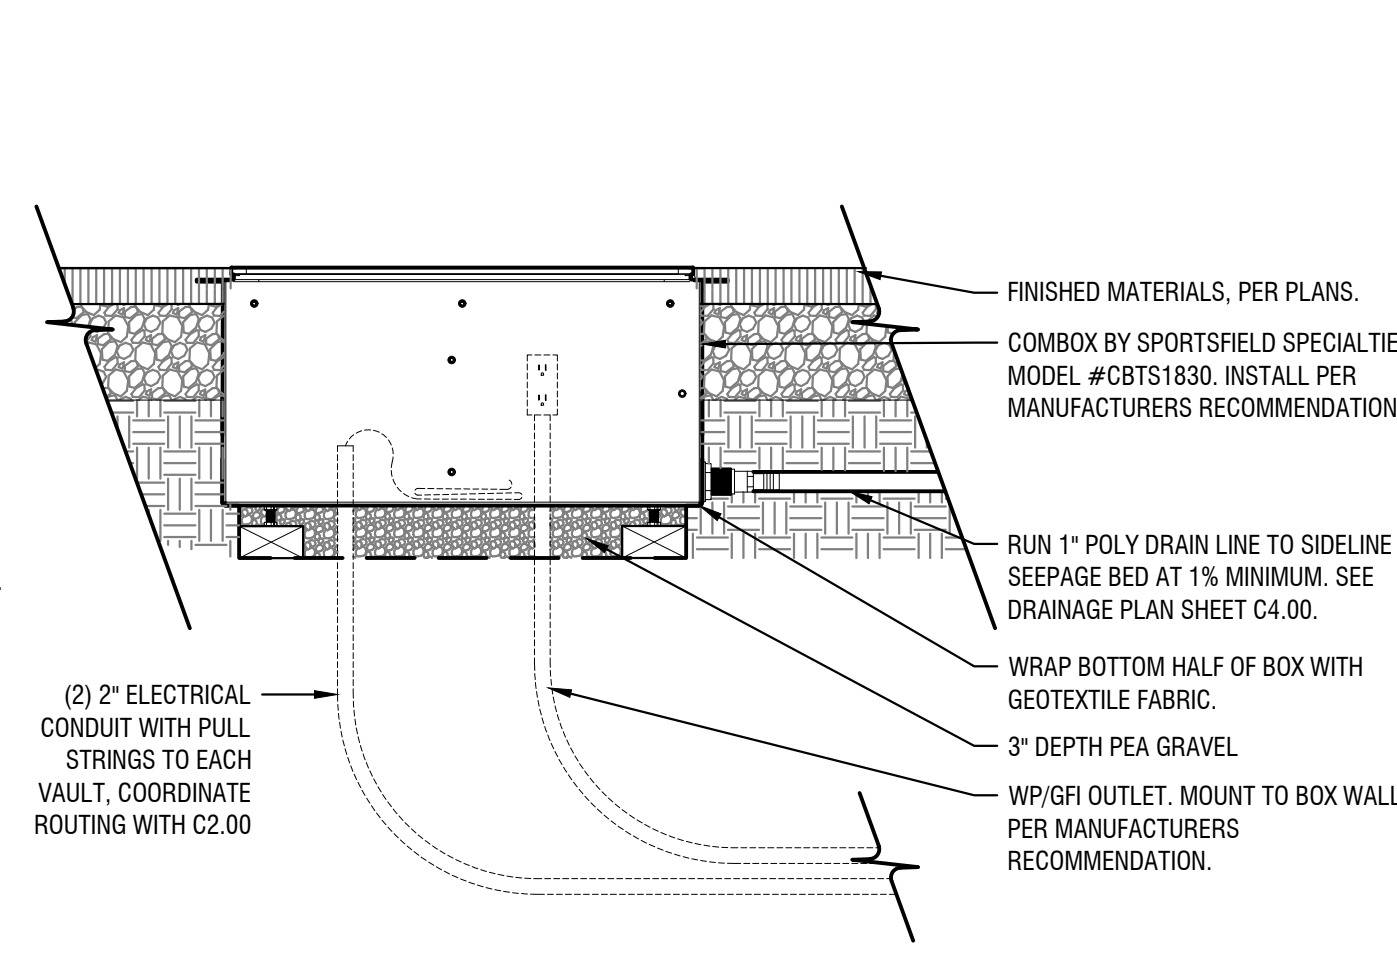 FINISHED MATERIALS, PER PLANS.
COMBOX BY SPORTSFIELD SPECIALTIE
MODEL #CBTS1830. INSTALL PER
MANUFACTURERS RECOMMENDATION
RUN 1" POLY DRAIN LINE TO SIDELINE
SEEPAGE BED AT 1% MINIMUM. SEE
DRAINAGE PLAN SHEET C4.00.
WRAP BOTTOM HALF OF BOX WITH
GEOTEXTILE FABRIC.
3" DEPTH PEA GRAVEL
WP/GFI OUTLET. MOUNT TO BOX WALL
PER MANUFACTURERS
RECOMMENDATION.
(2) 2" ELECTRICAL
CONDUIT WITH PULL
STRINGS TO EACH
VAULT, COORDINATE
ROUTING WITH C2.00